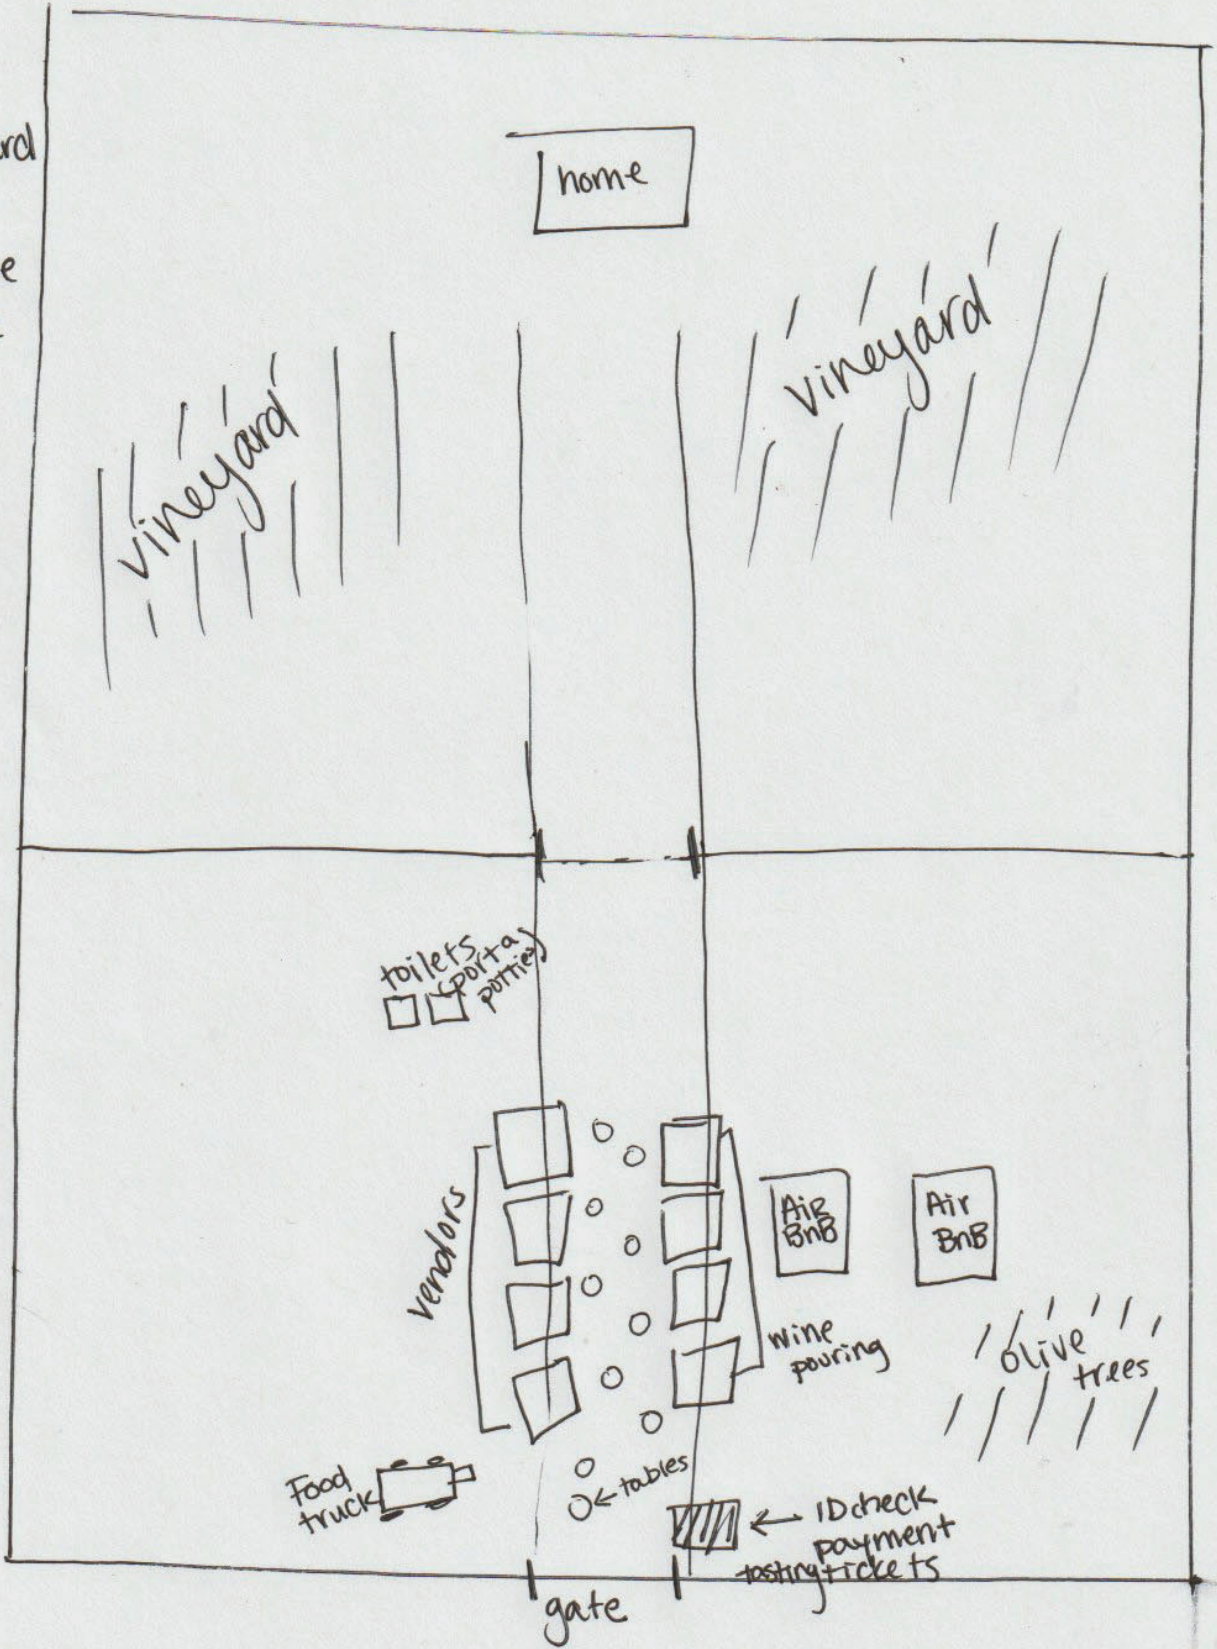 home
vineyard
vineyard
toilets
(porta
potties)
vendors
Air
BnB
Air
BnB
wine
pouring
olive
trees
Food
truck
tables
ID check
payment
tasting tickets
gate